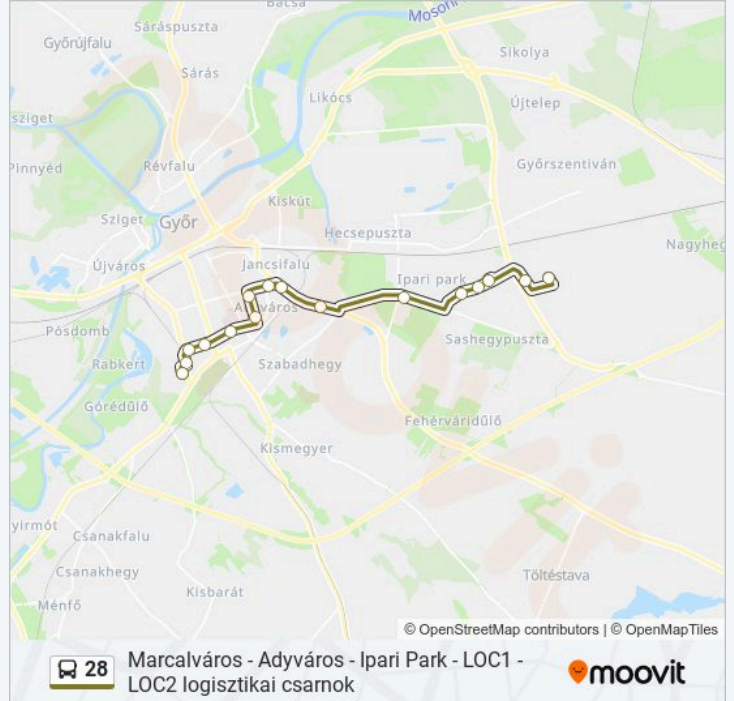 Bácsa
Mosoni
Sáráspuszta
Győrújfalu
Sikolya
Sárás
Likócs
Újtelep
sziget
Pinnyéd
Révfalu
Győrszentiván
Kiskút
Sziget
Győr
Hecsepuszta
Nagyheg
Újváros
Jancsifalu
Ipari park
Adyváros
Pósdomb
Sashegypuszta
Rabkert
Szabadhegy
Górédűlő
Fehérváridűlő
Kismegyer
yirmót
Csanakfalu
Csanakhegy
Töltéstava
Kisbarát
Ménfő
© OpenStreetMap contributors | © OpenMapTiles
28
Marcalváros - Adyváros - Ipari Park - LOC1 -
LOC2 logisztikai csarnok
moovit